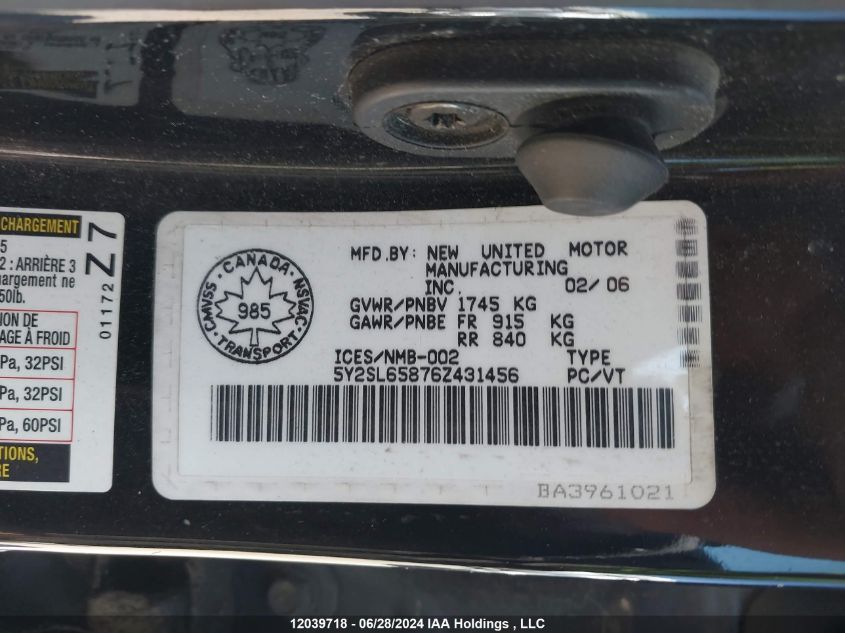 CHARGEMENT
5
2 : ARRIÈRE 3
chargement ne
50lb.
Z 7
01172
ION DE
AGE À FROID
Pa, 32PSI
Pa, 32PSI
Pa, 60PSI
TIONS,
RE
CANADA
CMVSS
NSVAC
985
TRANSPORT
MFD.BY: NEW UNITED MOTOR
MANUFACTURING
INC. 02/06
GVWR/PNBV 1745 KG
GAWR/PNBE FR 915 KG
RR 840 KG
ICES/NMB-002 TYPE
5Y2SL65876Z431456 PC/VT
BA3961021
12039718 - 06/28/2024 IAA Holdings , LLC